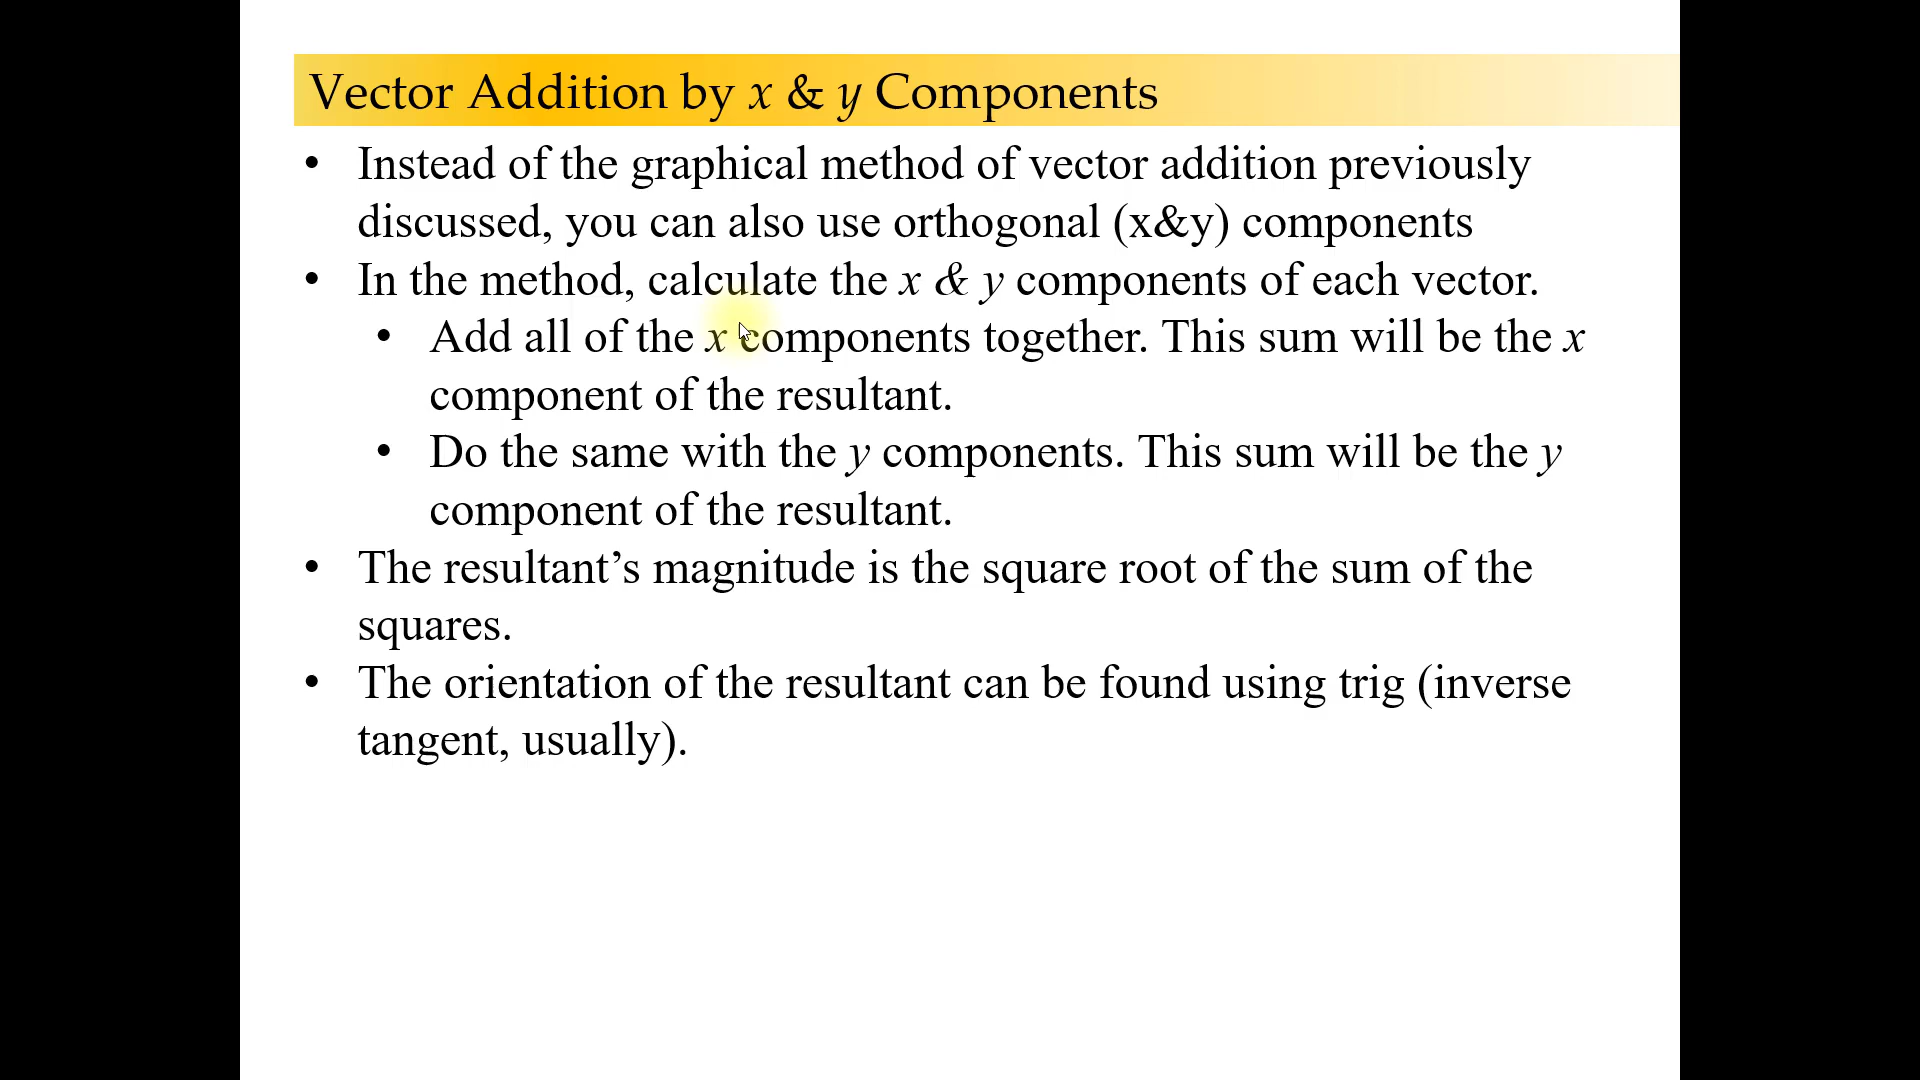 Vector Addition by x & y Components
• Instead of the graphical method of vector addition previously
discussed, you can also use orthogonal (x&y) components
• In the method, calculate the x & y components of each vector.
• Add all of the x components together. This sum will be the x
component of the resultant.
• Do the same with the y components. This sum will be the y
component of the resultant.
• The resultant’s magnitude is the square root of the sum of the
squares.
• The orientation of the resultant can be found using trig (inverse
tangent, usually).